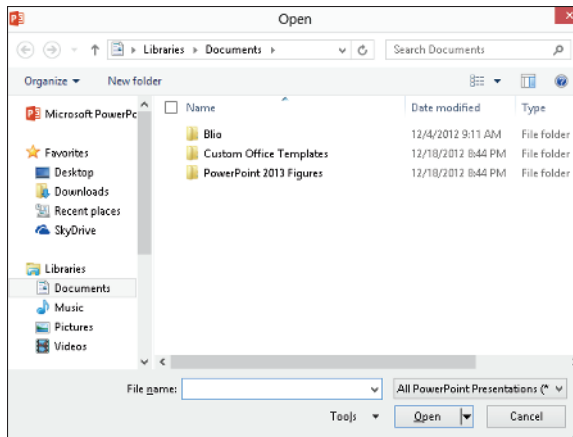 Open
Libraries Documents Search Documents
Organize New folder
Microsoft PowerPc
Favorites
Desktop
Downloads
Recent places
SkyDrive
Libraries
Documents
Music
Pictures
Videos
Name Date modified Type
Blio 12/4/2012 9:11 AM File folder
Custom Office Templates 12/18/2012 8:44 PM File folder
PowerPoint 2013 Figures 12/18/2012 8:44 PM File folder
File name: All PowerPoint Presentations (*
Tools Open Cancel